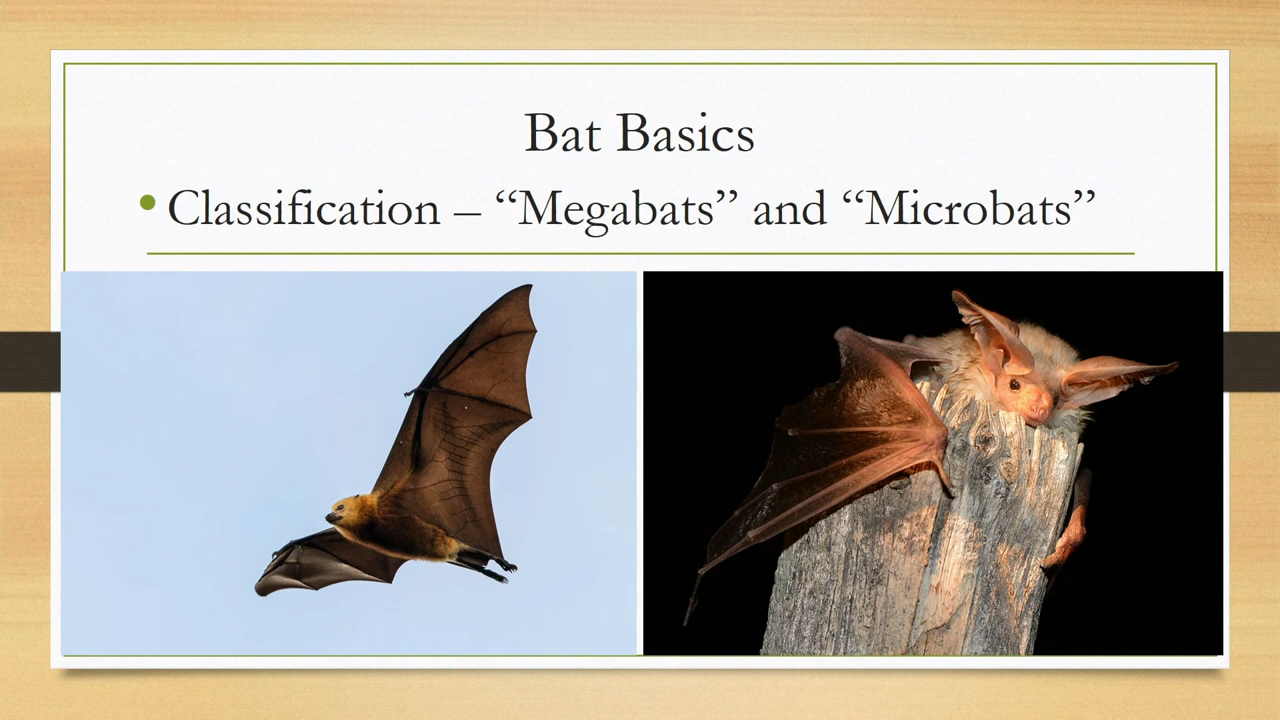 Bat Basics
• Classification – “Megabats” and “Microbats”